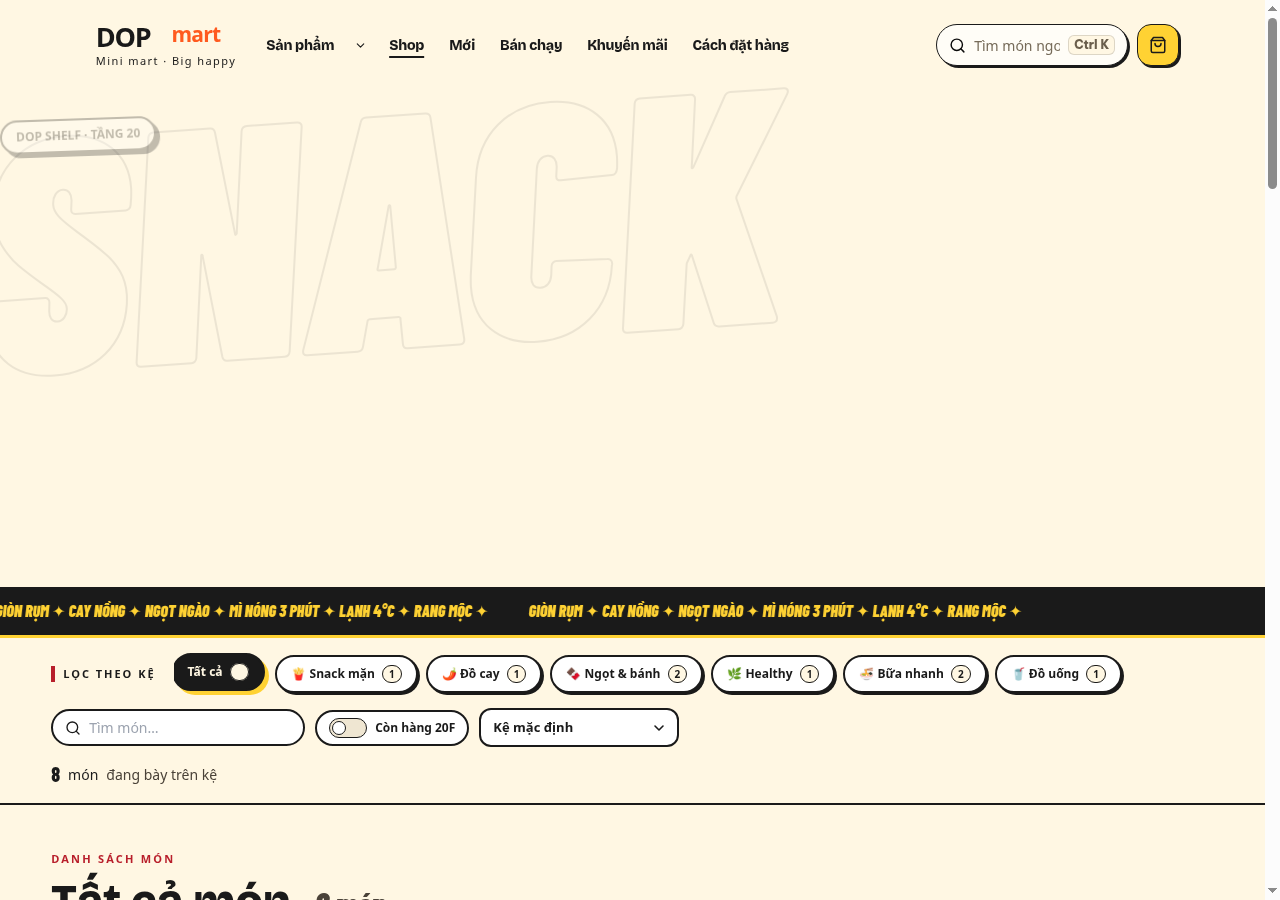 DOP mart
Mini mart · Big happy
Sản phẩm
Shop
Mới
Bán chạy
Khuyến mãi
Cách đặt hàng
Ctrl K
DOP SHELF · TẦNG 20
SNACK
GIÒN RỤM ✦ CAY NỒNG ✦ NGỌT NGÀO ✦ MÌ NÓNG 3 PHÚT ✦ LẠNH 4°C ✦ RANG MỘC ✦ GIÒN RỤM ✦ CAY NỒNG ✦ NGỌT NGÀO ✦ MÌ NÓNG 3 PHÚT ✦ LẠNH 4°C ✦ RANG MỘC ✦
LỌC THEO KỆ
Tất cả
Snack mặn 1
Đồ cay 1
Ngọt & bánh 2
Healthy 1
Bữa nhanh 2
Đồ uống 1
Tìm món...
Còn hàng 20F
Kệ mặc định
8 món đang bày trên kệ
DANH SÁCH MÓN
Tất cả món